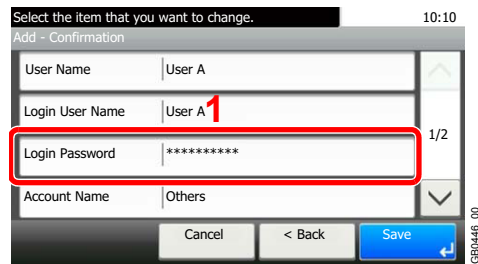 Select the item that you want to change. 10:10
Add - Confirmation
User Name User A
Login User Name User A 1
1/2
Login Password **********
Account Name Others
Cancel < Back Save
GB0446_00